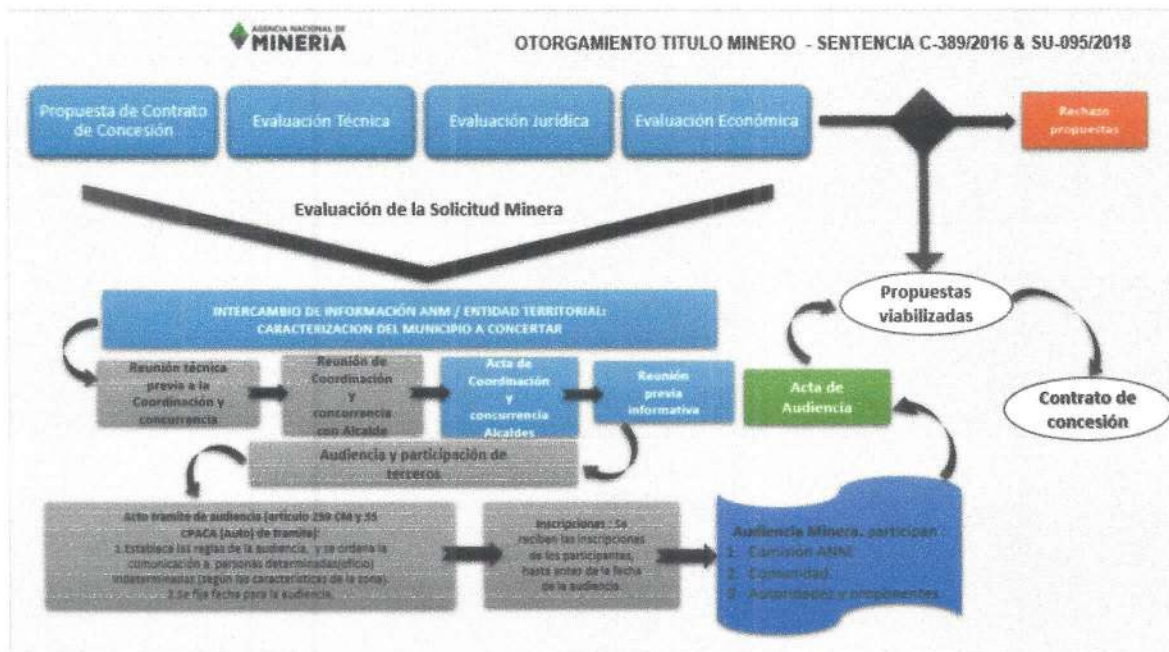 AGENCIA NACIONAL DE
MINERIA
OTORGAMIENTO TITULO MINERO - SENTENCIA C-389/2016 & SU-095/2018
Propuesta de Contrato
de Concesión
Evaluación Técnica
Evaluación Jurídica
Evaluación Económica
Rechazo
propuestas
Evaluación de la Solicitud Minera
INTERCAMBIO DE INFORMACIÓN ANM / ENTIDAD TERRITORIAL:
CARACTERIZACION DEL MUNICIPIO A CONCERTAR
Propuestas
viabilizadas
Reunión técnica
previa a la
Coordinación y
concurrencia
Reunión de
Coordinación
y
concurrencia
con Alcalde
Acta de
Coordinación
y
concurrencia
Alcaldes
Reunión
previa
informativa
Acta de
Audiencia
Contrato de
concesión
Audiencia y participación de
terceros
Acto tramite de audiencia (artículo 259 CM y 35
CPACA (Auto) de tramite):
1.Establece las reglas de la audiencia, y se ordena la
comunicación a personas determinadas(oficio)
indeterminadas (según las características de la zona).
2.Se fija fecha para la audiencia.
Inscripciones : Se
reciben las inscripciones
de los participantes,
hasta antes de la fecha
de la audiencia.
Audiencia Minera, participan
1. Comisión ANM
2. Comunidad.
3. Autoridades y proponentes.